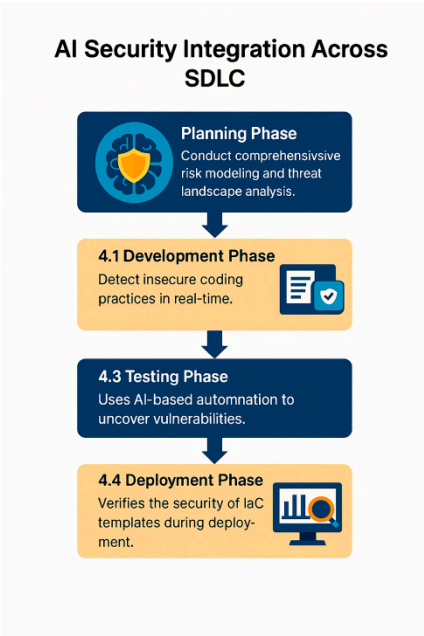 AI Security Integration Across
SDLC
Planning Phase
Conduct comprehensivsive
risk modeling and threat
landscape analysis.
4.1 Development Phase
Detect insecure coding
practices in real-time.
4.3 Testing Phase
Uses AI-based automnation to
uncover vulnerabilities.
4.4 Deployment Phase
Verifies the security of IaC
templates during deploy-
ment.